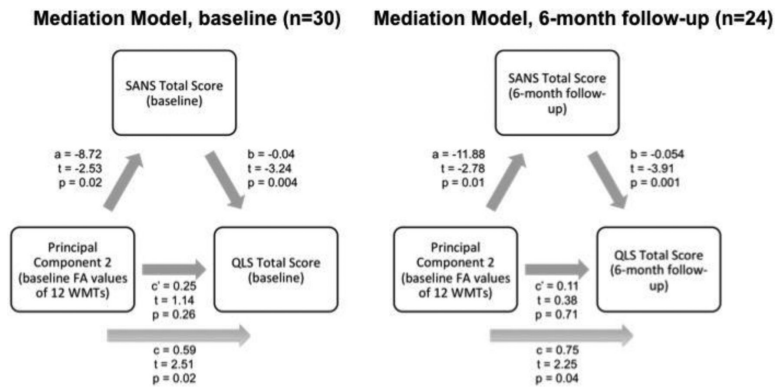 Mediation Model, baseline (n=30)
SANS Total Score
(baseline)
a = -8.72
t = -2.53
p = 0.02
b = -0.04
t = -3.24
p = 0.004
Principal
Component 2
(baseline FA values
of 12 WMTs)
QLS Total Score
(baseline)
c' = 0.25
t = 1.14
p = 0.26
c = 0.59
t = 2.51
p = 0.02
Mediation Model, 6-month follow-up (n=24)
SANS Total Score
(6-month follow-
up)
a = -11.88
t = -2.78
p = 0.01
b = -0.054
t = -3.91
p = 0.001
Principal
Component 2
(baseline FA values
of 12 WMTs)
QLS Total Score
(6-month follow-
up)
c' = 0.11
t = 0.38
p = 0.71
c = 0.75
t = 2.25
p = 0.04